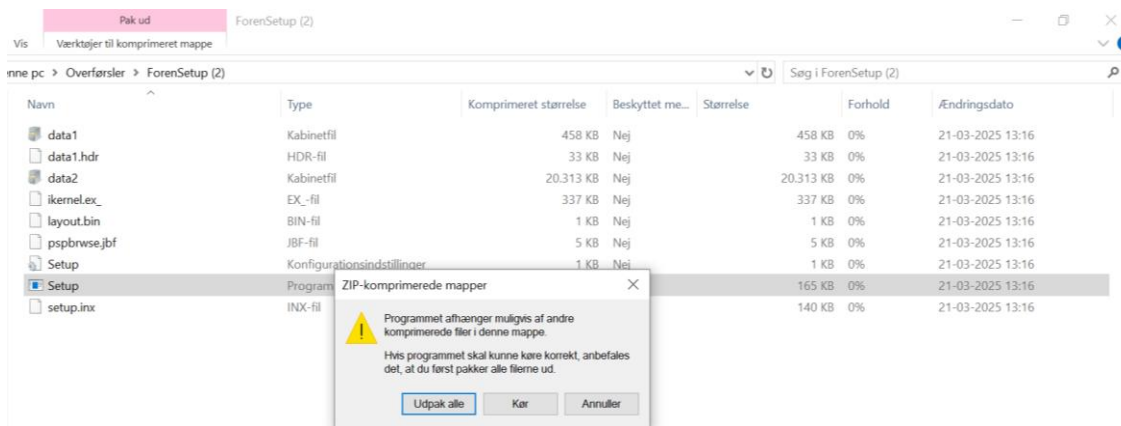 Pak ud
ForenSetup (2)
Vis
Værktøjer til komprimeret mappe
enne pc > Overførsler > ForenSetup (2)
Søg i ForenSetup (2)
Navn Type Komprimeret størrelse Beskyttet me... Størrelse Forhold Ændringsdato
data1 Kabinetfil 458 KB Nej 458 KB 0% 21-03-2025 13:16
data1.hdr HDR-fil 33 KB Nej 33 KB 0% 21-03-2025 13:16
data2 Kabinetfil 20.313 KB Nej 20.313 KB 0% 21-03-2025 13:16
ikernel.ex_ EX_-fil 337 KB Nej 337 KB 0% 21-03-2025 13:16
layout.bin BIN-fil 1 KB Nej 1 KB 0% 21-03-2025 13:16
pspbrwse.jbf JBF-fil 5 KB Nej 5 KB 0% 21-03-2025 13:16
Setup Konfigurationsindstillinger 1 KB Nej 1 KB 0% 21-03-2025 13:16
Setup Program 165 KB 0% 21-03-2025 13:16
setup.inx INX-fil 140 KB 0% 21-03-2025 13:16
ZIP-komprimerede mapper
Programmet afhænger muligvis af andre
komprimerede filer i denne mappe.
Hvis programmet skal kunne køre korrekt, anbefales
det, at du først pakker alle filerne ud.
Udpak alle Kør Annuller